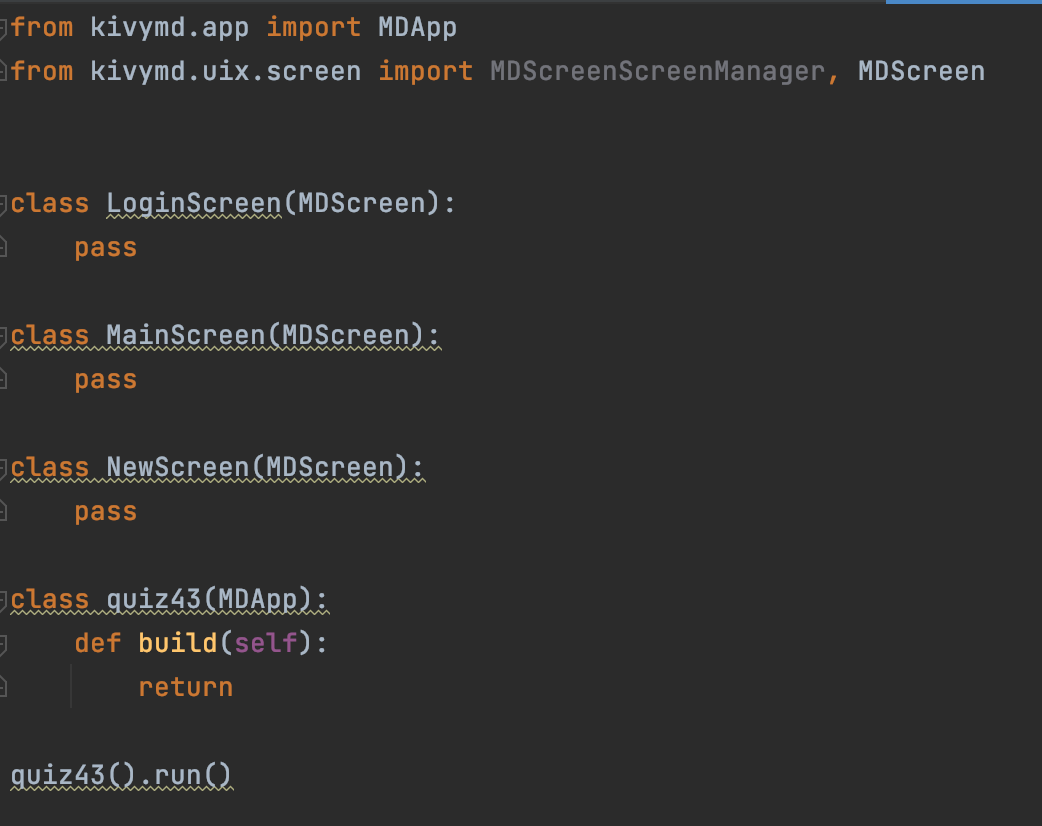 from kivymd.app import MDApp
from kivymd.uix.screen import MDScreenScreenManager, MDScreen
class LoginScreen(MDScreen):
    pass
class MainScreen(MDScreen):
    pass
class NewScreen(MDScreen):
    pass
class quiz43(MDApp):
    def build(self):
        return
quiz43().run()